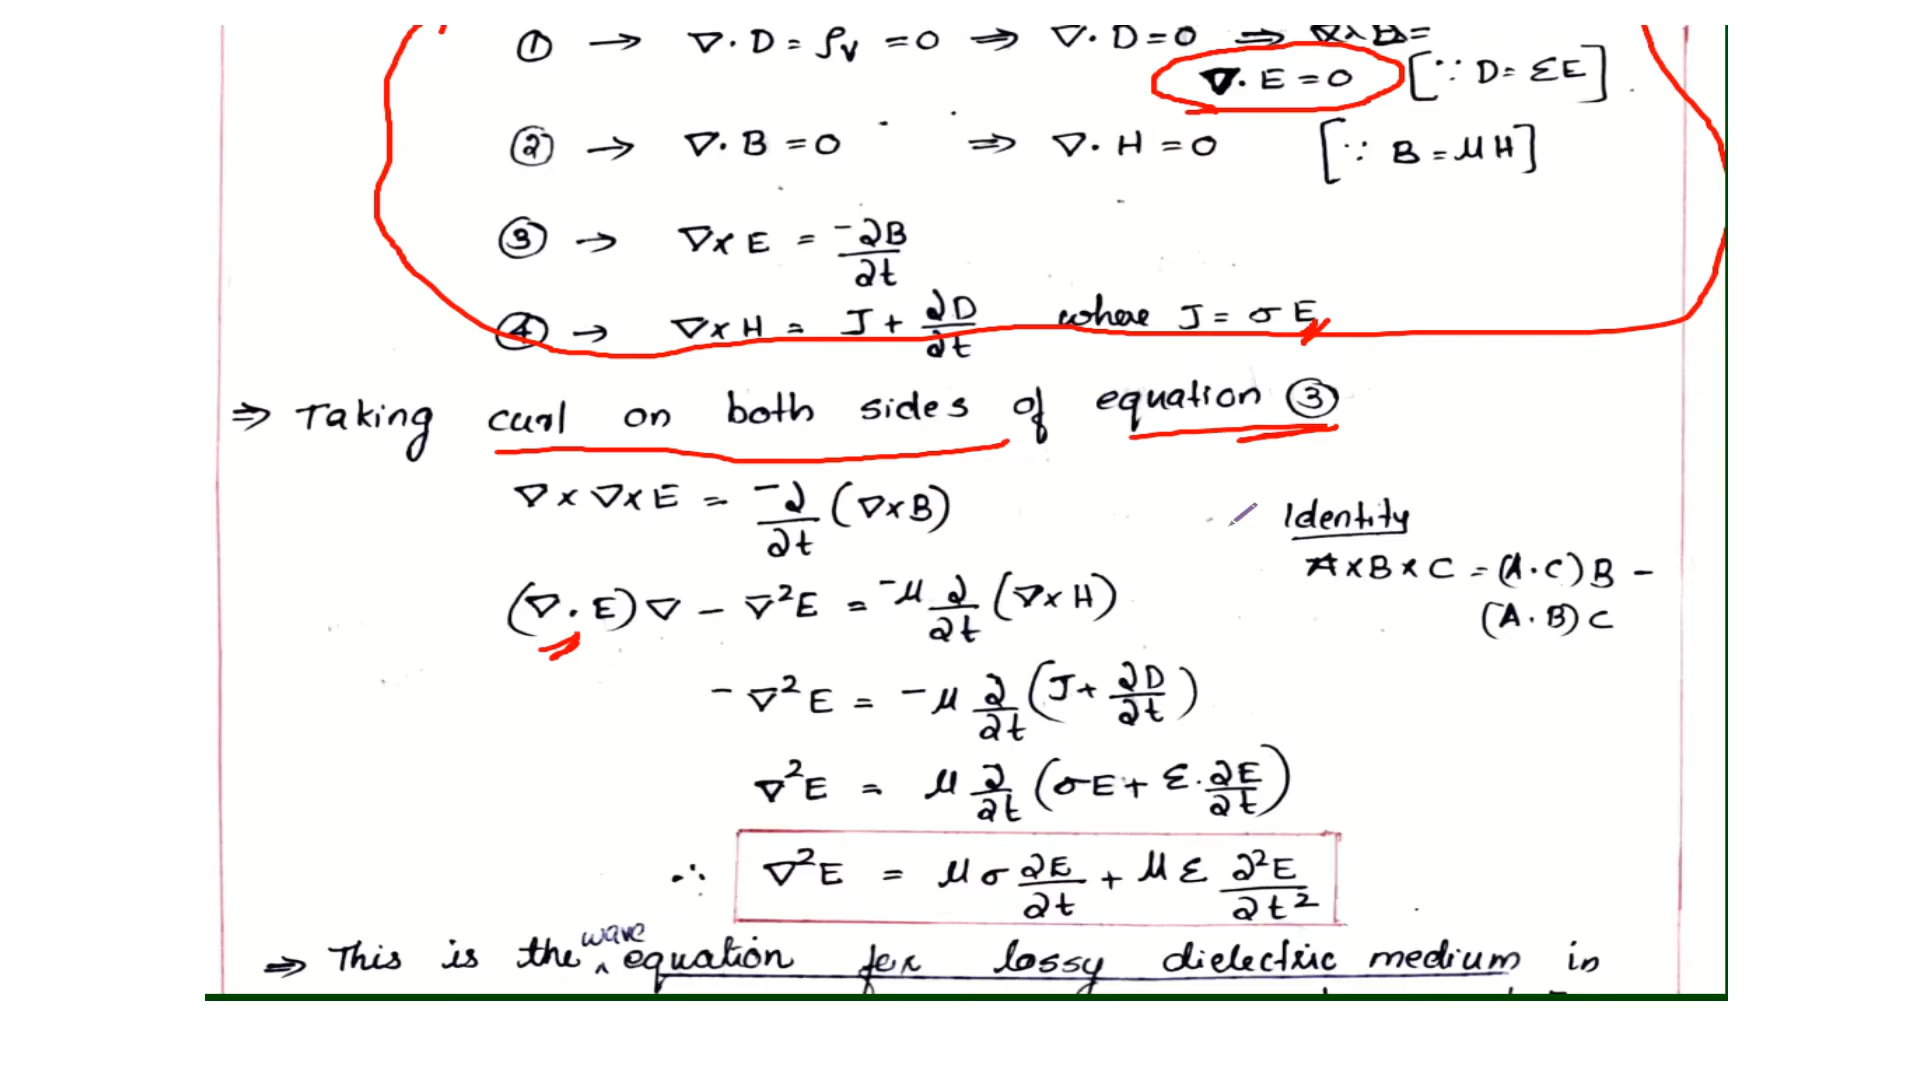 ① → ∇·D = ρv = 0 ⇒ ∇·D = 0 ⇒
∇·E = 0 [∵ D = εE]
② → ∇·B = 0 ⇒ ∇·H = 0 [∵ B = μH]
③ → ∇×E = -∂B/∂t
④ → ∇×H = J + ∂D/∂t where J = σE
⇒ Taking curl on both sides of equation ③
∇×∇×E = -∂/∂t (∇×B)
Identity
A×B×C = (A·C)B −
(A·B)C
(∇·E)∇ − ∇²E = -μ ∂/∂t (∇×H)
-∇²E = -μ ∂/∂t (J + ∂D/∂t)
∇²E = μ ∂/∂t (σE + ε·∂E/∂t)
∴ ∇²E = μσ ∂E/∂t + με ∂²E/∂t²
⇒ This is the wave equation for lossy dielectric medium in